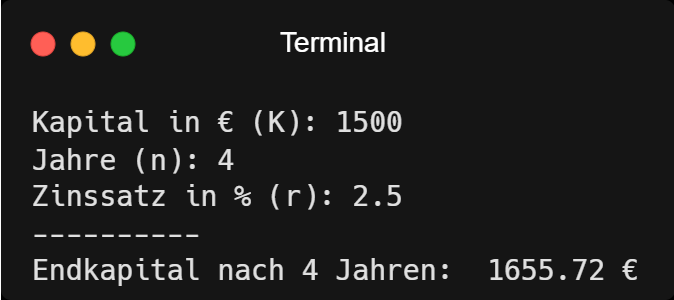 Terminal
Kapital in € (K): 1500
Jahre (n): 4
Zinssatz in % (r): 2.5
----------
Endkapital nach 4 Jahren:  1655.72 €